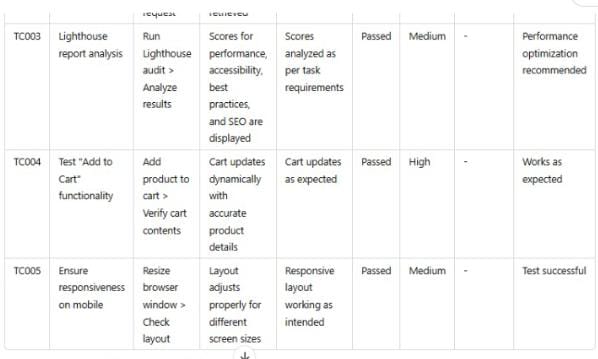 request retrieved
TC003 Lighthouse Run Scores for Scores Passed Medium - Performance
report analysis Lighthouse performance, analyzed as optimization
audit > accessibility, per task recommended
Analyze best requirements
results practices,
and SEO are
displayed
TC004 Test "Add to Add Cart updates Cart updates Passed High - Works as
Cart" product to dynamically as expected expected
functionality cart > with
Verify cart accurate
contents product
details
TC005 Ensure Resize Layout Responsive Passed Medium - Test successful
responsiveness browser adjusts layout
on mobile window > properly for working as
Check different intended
layout screen sizes